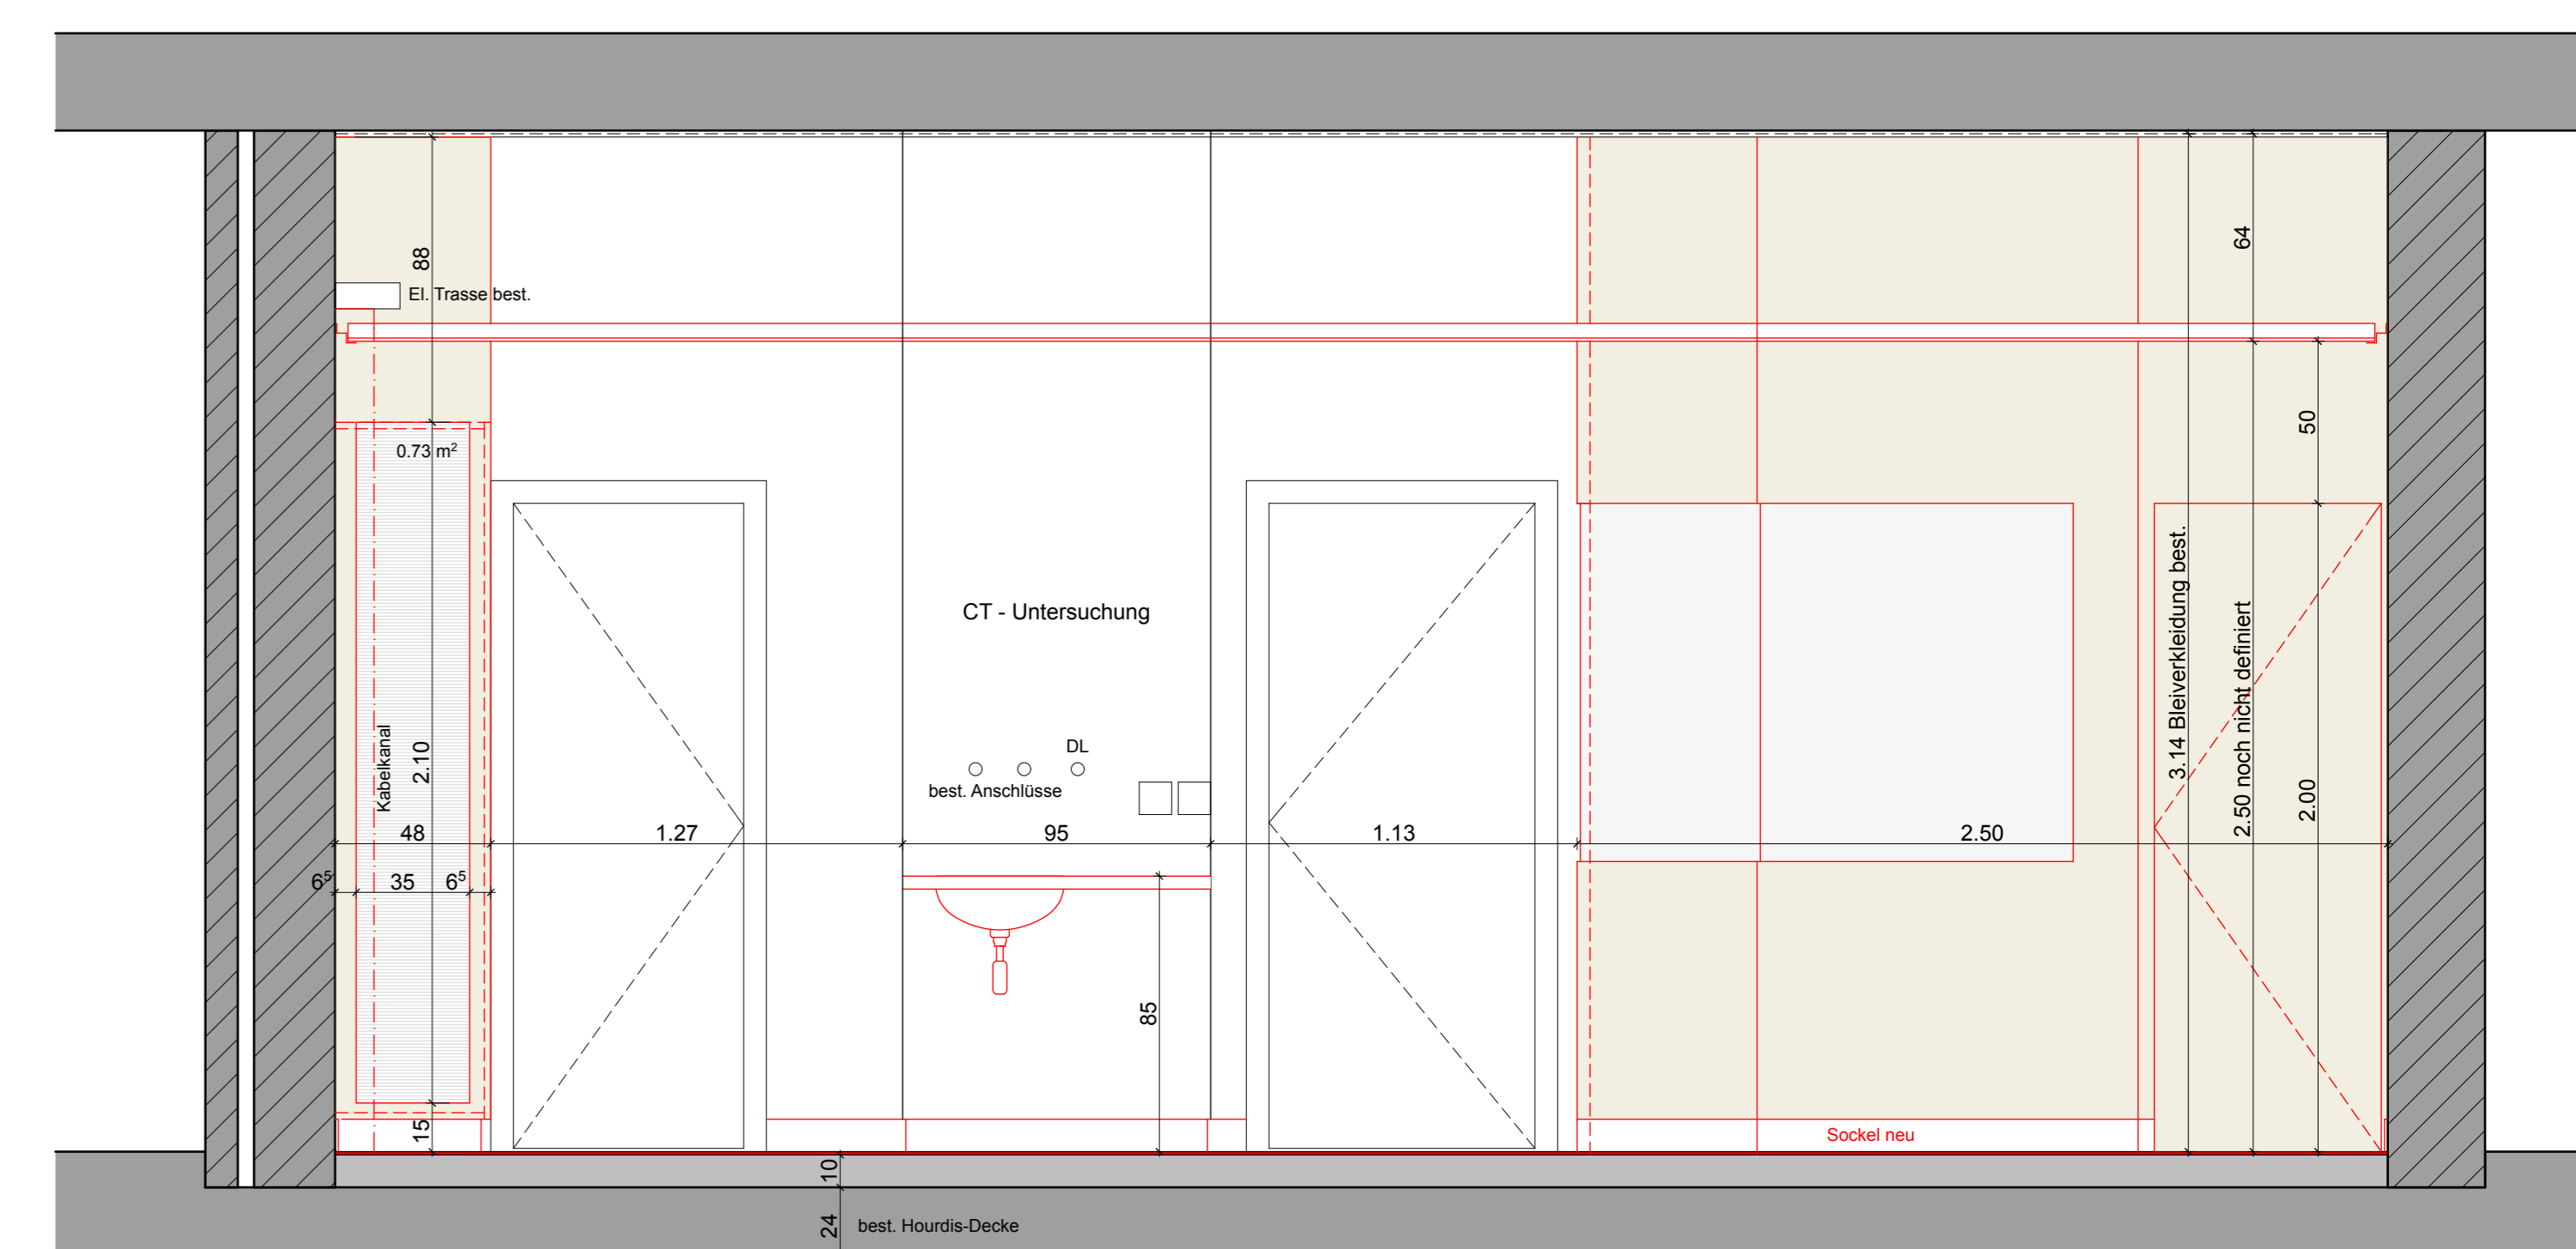 88
64
El. Trasse best.
50
0.73 m²
CT - Untersuchung
3.14 Bleiverkleidung best.
2.50 noch nicht definiert
2.00
Kabelkanal
2.10
DL
best. Anschlüsse
48
1.27
95
1.13
2.50
6⁵
35
6⁵
85
15
Sockel neu
10
24
best. Hourdis-Decke